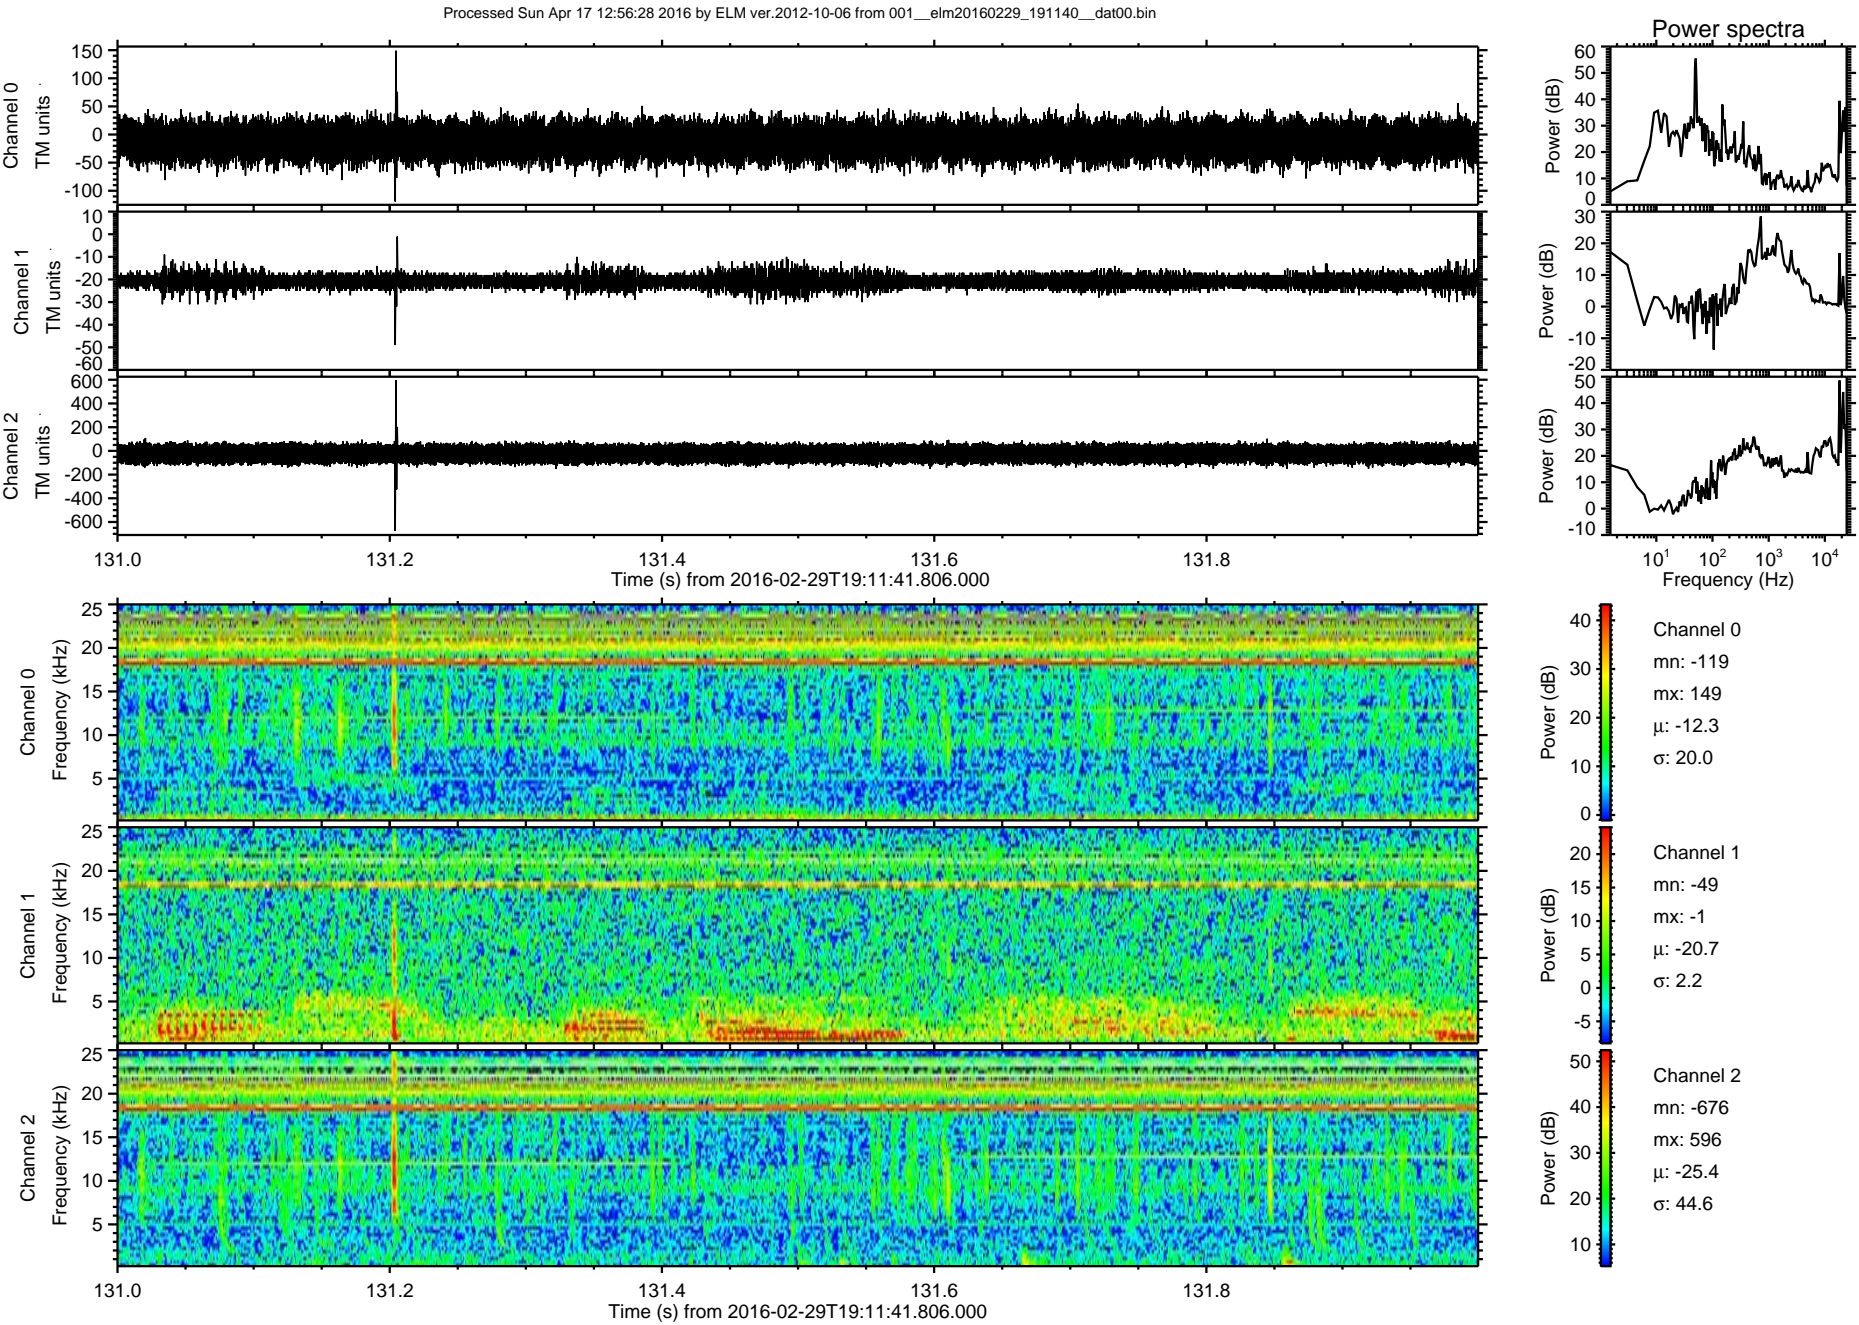 Processed Sun Apr 17 12:56:28 2016 by ELM ver.2012-10-06 from 001__elm20160229_191140__dat00.bin
Power spectra
Channel 0
TM units
150
100
50
0
-50
-100
Power (dB)
60
50
40
30
20
10
0
Channel 1
TM units
10
0
-10
-20
-30
-40
-50
-60
Power (dB)
30
20
10
0
-10
-20
Channel 2
TM units
600
400
200
0
-200
-400
-600
Power (dB)
50
40
30
20
10
0
-10
131.0 131.2 131.4 131.6 131.8
Time (s) from 2016-02-29T19:11:41.806.000
10^1 10^2 10^3 10^4
Frequency (Hz)
Channel 0
Frequency (kHz)
25
20
15
10
5
Power (dB)
40
30
20
10
0
Channel 0
mn: -119
mx: 149
μ: -12.3
σ: 20.0
Channel 1
Frequency (kHz)
25
20
15
10
5
Power (dB)
20
15
10
5
0
-5
Channel 1
mn: -49
mx: -1
μ: -20.7
σ: 2.2
Channel 2
Frequency (kHz)
25
20
15
10
5
Power (dB)
50
40
30
20
10
Channel 2
mn: -676
mx: 596
μ: -25.4
σ: 44.6
131.0 131.2 131.4 131.6 131.8
Time (s) from 2016-02-29T19:11:41.806.000